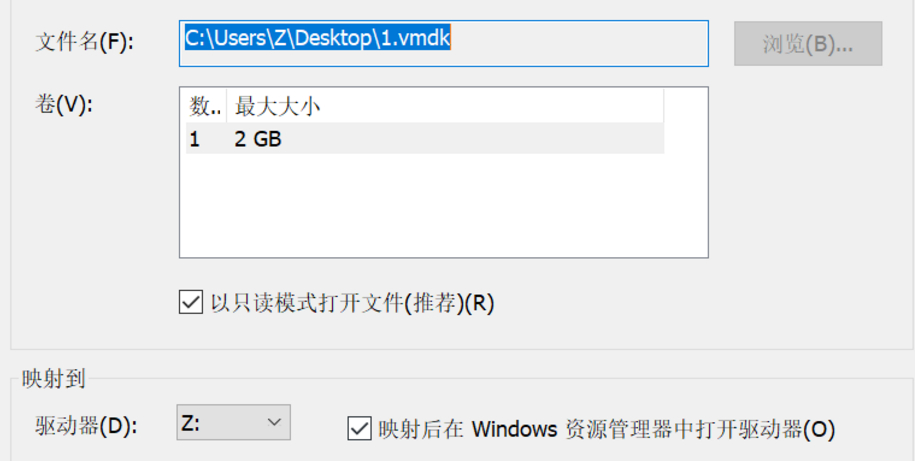 文件名(F):
C:\Users\Z\Desktop\1.vmdk
浏览(B)...
卷(V):
数.. 最大大小
1 2 GB
以只读模式打开文件(推荐)(R)
映射到
驱动器(D):
Z:
映射后在 Windows 资源管理器中打开驱动器(O)